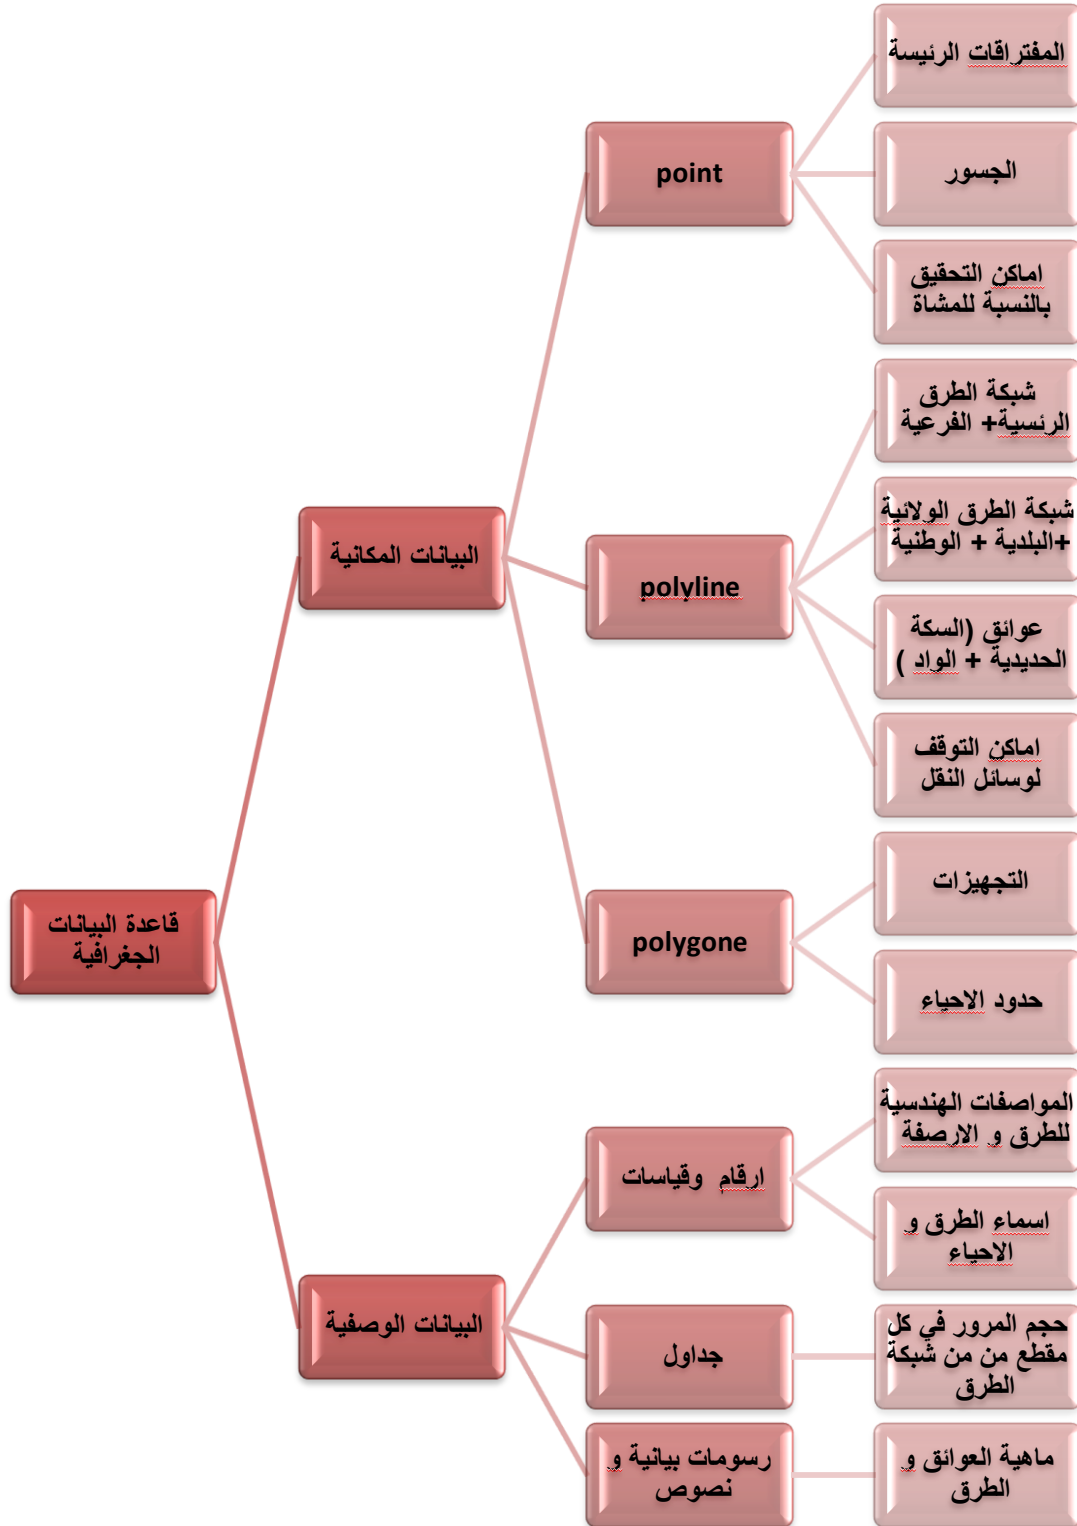 المفتراقات الرئيسة
point
الجسور
اماكن التحقيق
بالنسبة للمشاة
شبكة الطرق
الرئسية+ الفرعية
شبكة الطرق الولائية
+البلدية + الوطنية
البيانات المكانية
polyline
عوائق (السكة
الحديدية + الواد )
اماكن التوقف
لوسائل النقل
التجهيزات
قاعدة البيانات
الجغرافية
polygone
حدود الاحياء
المواصفات الهندسية
للطرق و الارصفة
ارقام وقياسات
اسماء الطرق و
الاحياء
البيانات الوصفية
جداول
حجم المرور في كل
مقطع من من شبكة
الطرق
رسومات بيانية و
نصوص
ماهية العوائق و
الطرق